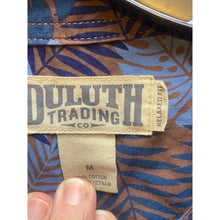 DULUTH
TRADING
CO
RELAXED FIT
M
COTTON